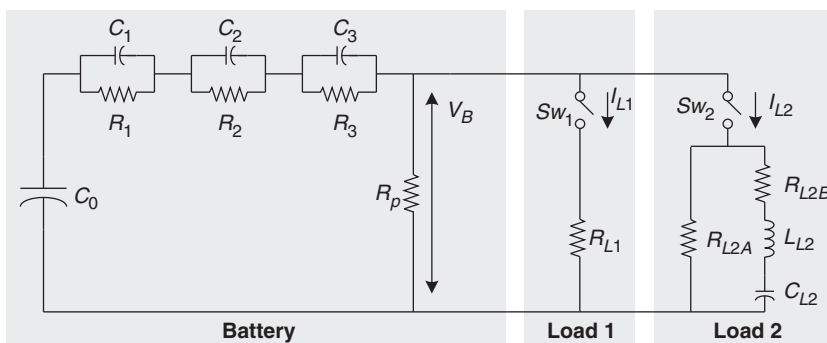 C1 C2 C3
R1 R2 R3
C0
Rp
VB
Sw1 IL1
RL1
Sw2 IL2
RL2A
RL2B
LL2
CL2
Battery Load 1 Load 2